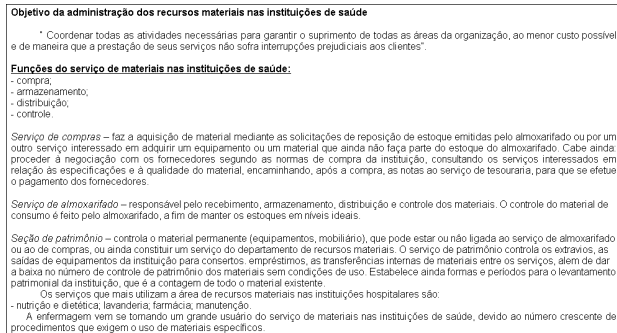 Objetivo da administração dos recursos materiais nas instituições de saúde
" Coordenar todas as atividades necessárias para garantir o suprimento de todas as áreas da organização, ao menor custo possível
e de maneira que a prestação de seus serviços não sofra interrupções prejudiciais aos clientes".
Funções do serviço de materiais nas instituições de saúde:
- compra;
- armazenamento;
- distribuição;
- controle.
Serviço de compras – faz a aquisição de material mediante as solicitações de reposição de estoque emitidas pelo almoxarifado ou por um
outro serviço interessado em adquirir um equipamento ou um material que ainda não faça parte do estoque do almoxarifado. Cabe ainda:
proceder à negociação com os fornecedores segundo as normas de compra da instituição, consultando os serviços interessados em
relação às especificações e à qualidade do material, encaminhando, após a compra, as notas ao serviço de tesouraria, para que se efetue
o pagamento dos fornecedores.
Serviço de almoxarifado – responsável pelo recebimento, armazenamento, distribuição e controle dos materiais. O controle do material de
consumo é feito pelo almoxarifado, a fim de manter os estoques em níveis ideais.
Seção de patrimônio – controla o material permanente (equipamentos, mobiliário), que pode estar ou não ligada ao serviço de almoxarifado
ou ao de compras, ou ainda constituir um serviço do departamento de recursos materiais. O serviço de patrimônio controla os extravios, as
saídas de equipamentos da instituição para consertos. empréstimos, as transferências internas de materiais entre os serviços, alem de dar
a baixa no número de controle de patrimônio dos materiais sem condições de uso. Estabelece ainda formas e períodos para o levantamento
patrimonial da instituição, que é a contagem de todo o material existente.
Os serviços que mais utilizam a área de recursos materiais nas instituições hospitalares são:
- nutrição e dietética; lavanderia; farmácia; manutenção.
A enfermagem vem se tornando um grande usuário do serviço de materiais nas instituições de saúde, devido ao número crescente de
procedimentos que exigem o uso de materiais específicos.